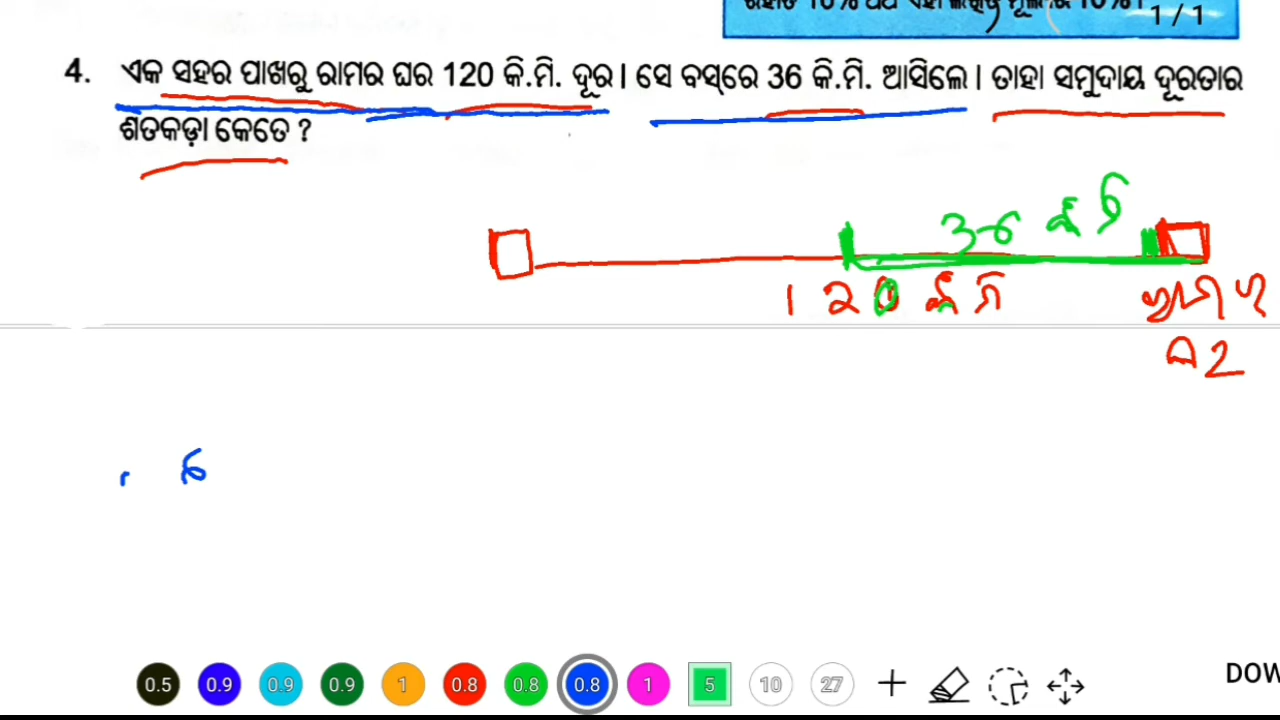 1 / 1
4. ଏକ ସହର ପାଖରୁ ରାମର ଘର 120 କି.ମି. ଦୂର। ସେ ବସ୍‌ରେ 36 କି.ମି. ଆସିଲେ। ତାହା ସମୁଦାୟ ଦୂରତାର
ଶତକଡ଼ା କେତେ ?
36 କି ମି
120 କି ମି
0.5 0.9 0.9 0.9 1 0.8 0.8 0.8 1 5 10 27
DOW